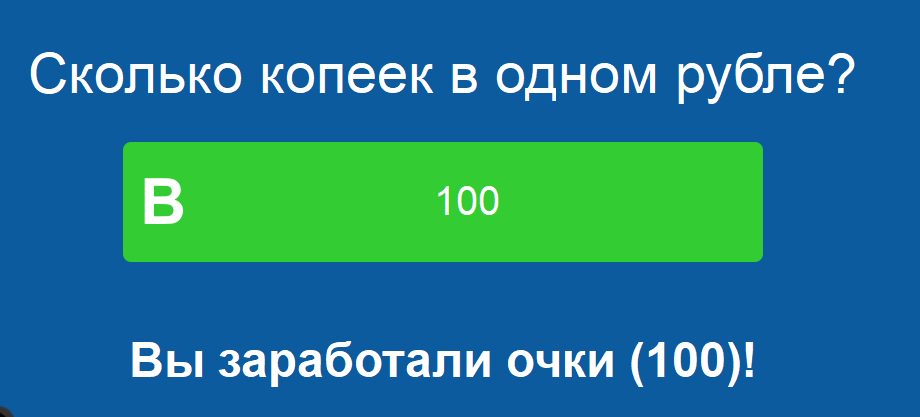 Сколько копеек в одном рубле?
B 100
Вы заработали очки (100)!